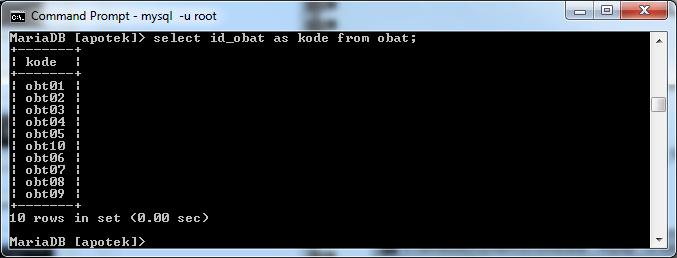 Command Prompt - mysql  -u root
MariaDB [apotek]> select id_obat as kode from obat;
+-------+
| kode  |
+-------+
| obt01 |
| obt02 |
| obt03 |
| obt04 |
| obt05 |
| obt10 |
| obt06 |
| obt07 |
| obt08 |
| obt09 |
+-------+
10 rows in set (0.00 sec)
MariaDB [apotek]>